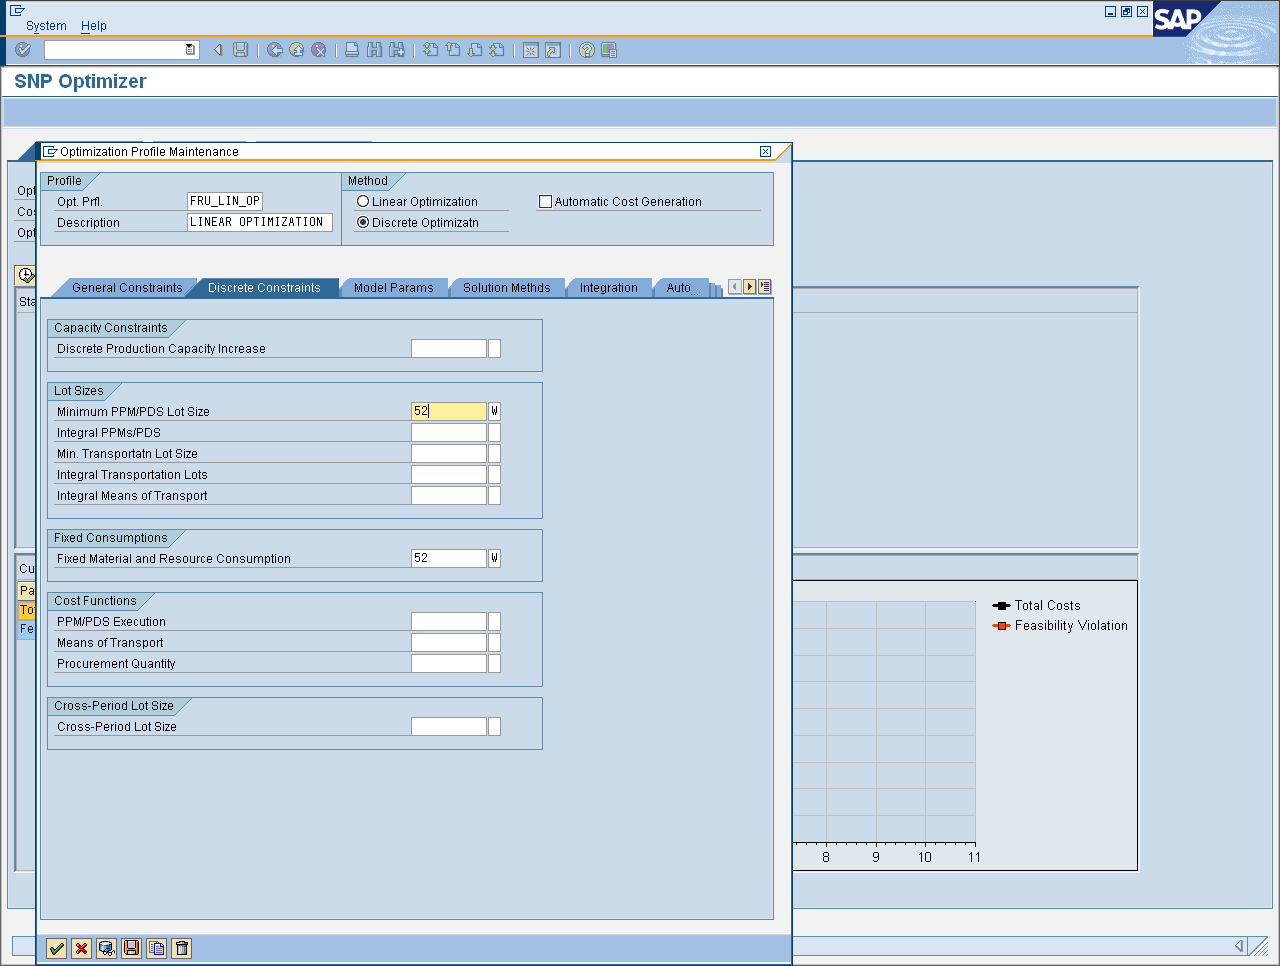 System Help
SAP
SNP Optimizer
Optimization Profile Maintenance
Profile
Method
Opt. Prfl.
FRU_LIN_OP
Linear Optimization
Automatic Cost Generation
Description
LINEAR OPTIMIZATION
Discrete Optimizatn
Opt
Cos
Opt
General Constraints
Discrete Constraints
Model Params
Solution Methds
Integration
Auto...
Sta
Capacity Constraints
Discrete Production Capacity Increase
Lot Sizes
Minimum PPM/PDS Lot Size
52
W
Integral PPMs/PDS
Min. Transportatn Lot Size
Integral Transportation Lots
Integral Means of Transport
Fixed Consumptions
Fixed Material and Resource Consumption
52
W
Cu
Pa
Tot
Fe
Cost Functions
PPM/PDS Execution
Means of Transport
Procurement Quantity
Cross-Period Lot Size
Cross-Period Lot Size
Total Costs
Feasibility Violation
8 9 10 11